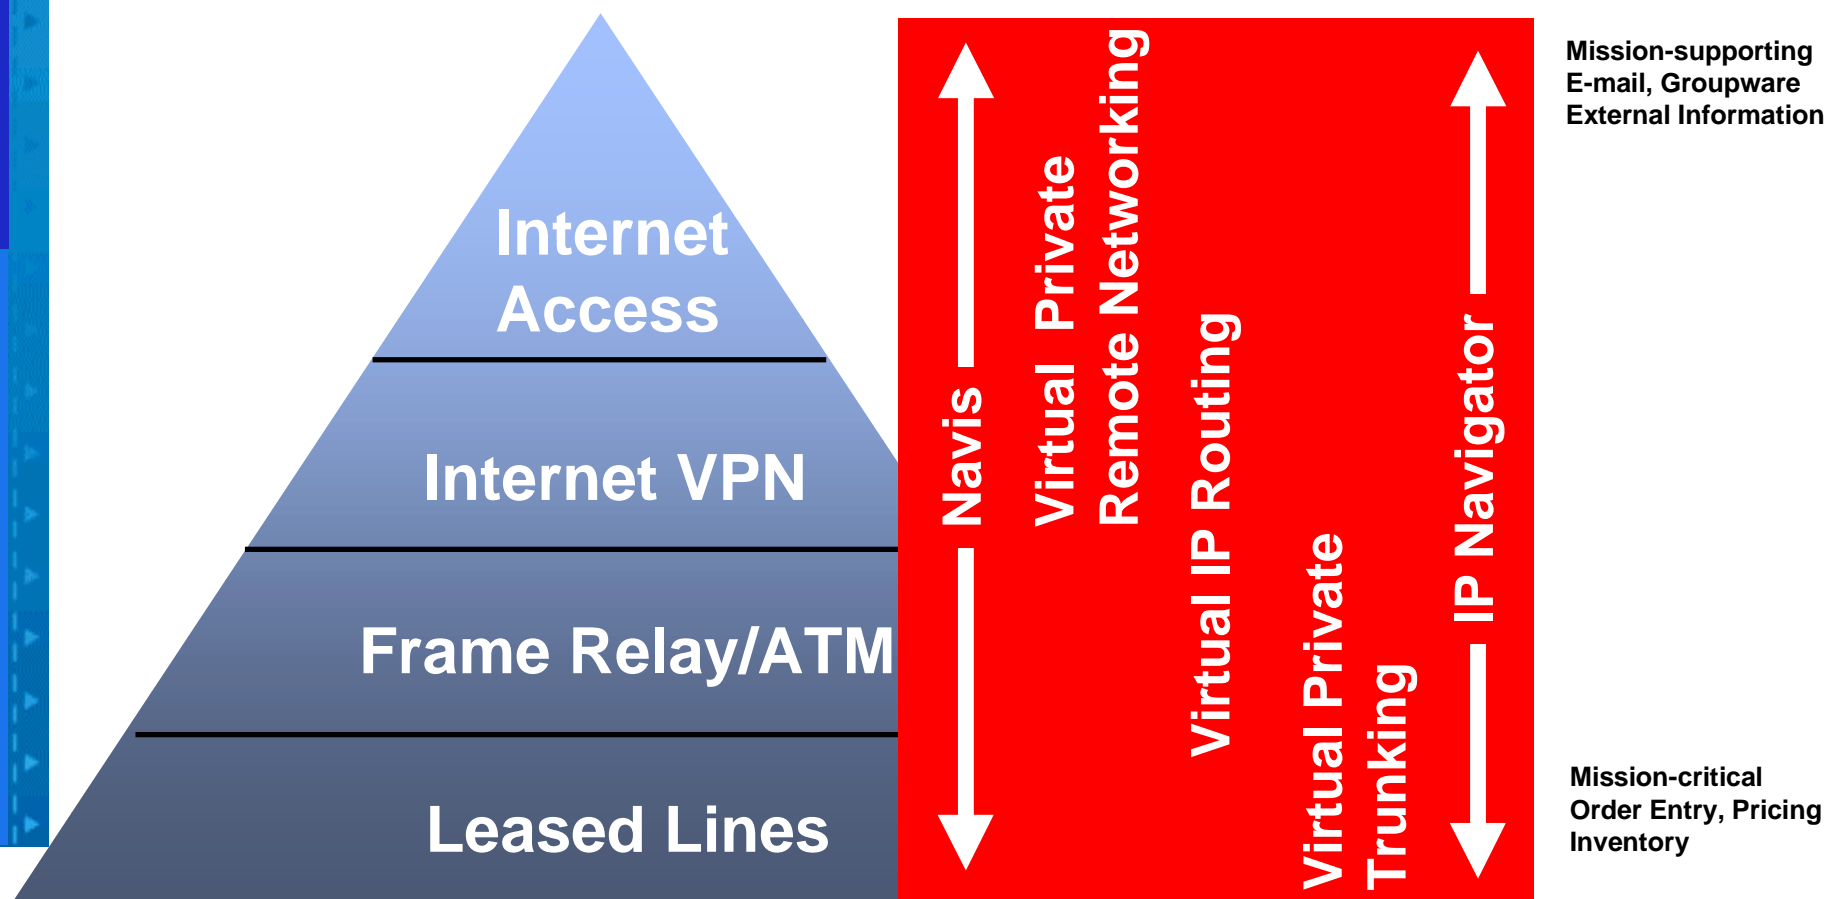 Internet
Access
Internet VPN
Frame Relay/ATM
Leased Lines
Navis
Virtual Private
Remote Networking
Virtual IP Routing
Virtual Private
Trunking
IP Navigator
Mission-supporting
E-mail, Groupware
External Information
Mission-critical
Order Entry, Pricing
Inventory